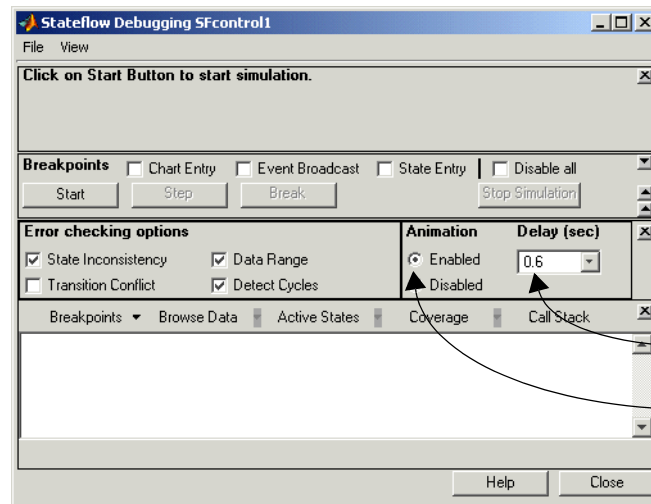 Stateflow Debugging SFcontrol1
File View
Click on Start Button to start simulation.
Breakpoints Chart Entry Event Broadcast State Entry Disable all
Start Step Break Stop Simulation
Error checking options Animation Delay (sec)
State Inconsistency Data Range Enabled 0.6
Transition Conflict Detect Cycles Disabled
Breakpoints Browse Data Active States Coverage Call Stack
Help Close